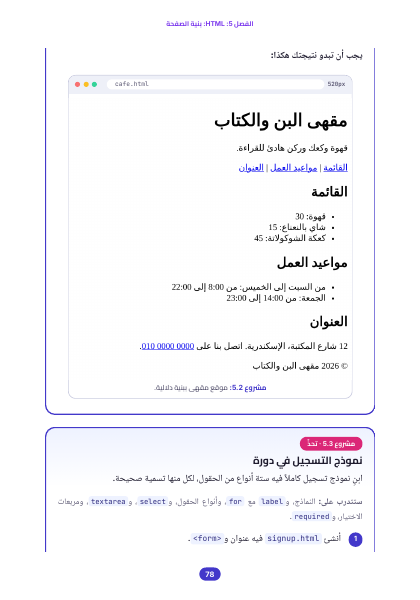 الفصل 5: HTML: بنية الصفحة
يجب أن تبدو نتيجتك هكذا:
cafe.html
520px
مقهى البن والكتاب
قهوة وكعك وركن هادئ للقراءة.
القائمة | مواعيد العمل | العنوان
القائمة
• قهوة: 30
• شاي بالنعناع: 15
• كعكة الشوكولاتة: 45
مواعيد العمل
• من السبت إلى الخميس: من 8:00 إلى 22:00
• الجمعة: من 14:00 إلى 23:00
العنوان
12 شارع المكتبة، الإسكندرية. اتصل بنا على 010 0000 0000.
© 2026 مقهى البن والكتاب
مشروع 5.2: موقع مقهى ببنية دلالية.
مشروع 5.3 · تحدٍّ
نموذج التسجيل في دورة
ابنِ نموذج تسجيل كاملاً فيه ستة أنواع من الحقول، لكل منها تسمية صحيحة.
ستتدرب على: النماذج، و label مع for، وأنواع الحقول، و select، و textarea، ومربعات
الاختيار، و required.
1 أنشئ signup.html فيه عنوان و <form>.
78